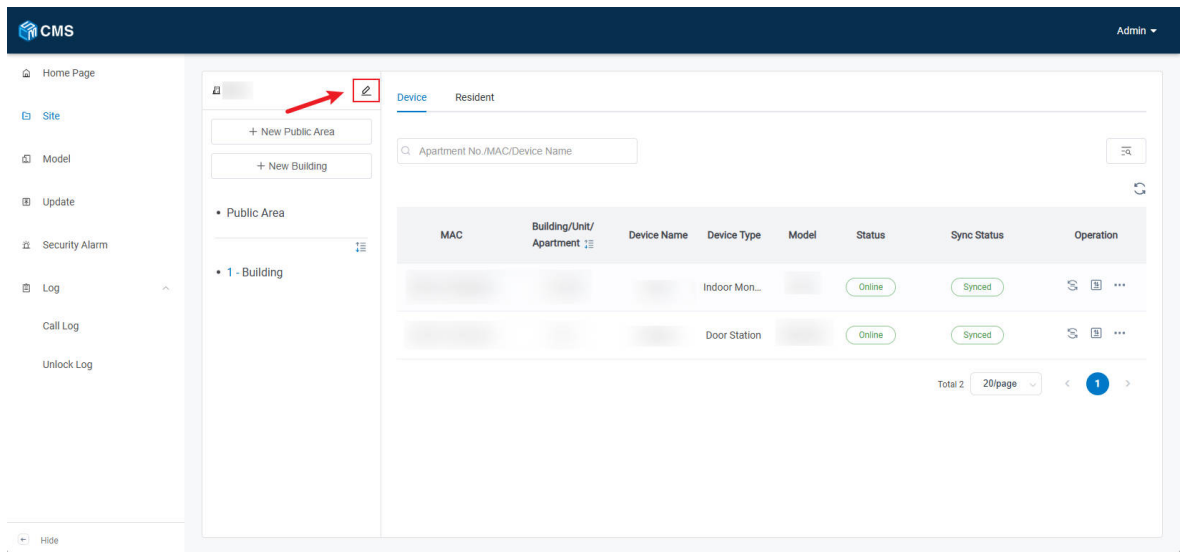 CMS
Admin
Home Page
Site
Model
Update
Security Alarm
Log
Call Log
Unlock Log
Hide
+ New Public Area
+ New Building
• Public Area
• 1 - Building
Device Resident
Apartment No./MAC/Device Name
MAC Building/Unit/Apartment Device Name Device Type Model Status Sync Status Operation
Indoor Mon... Online Synced
Door Station Online Synced
Total 2 20/page < 1 >